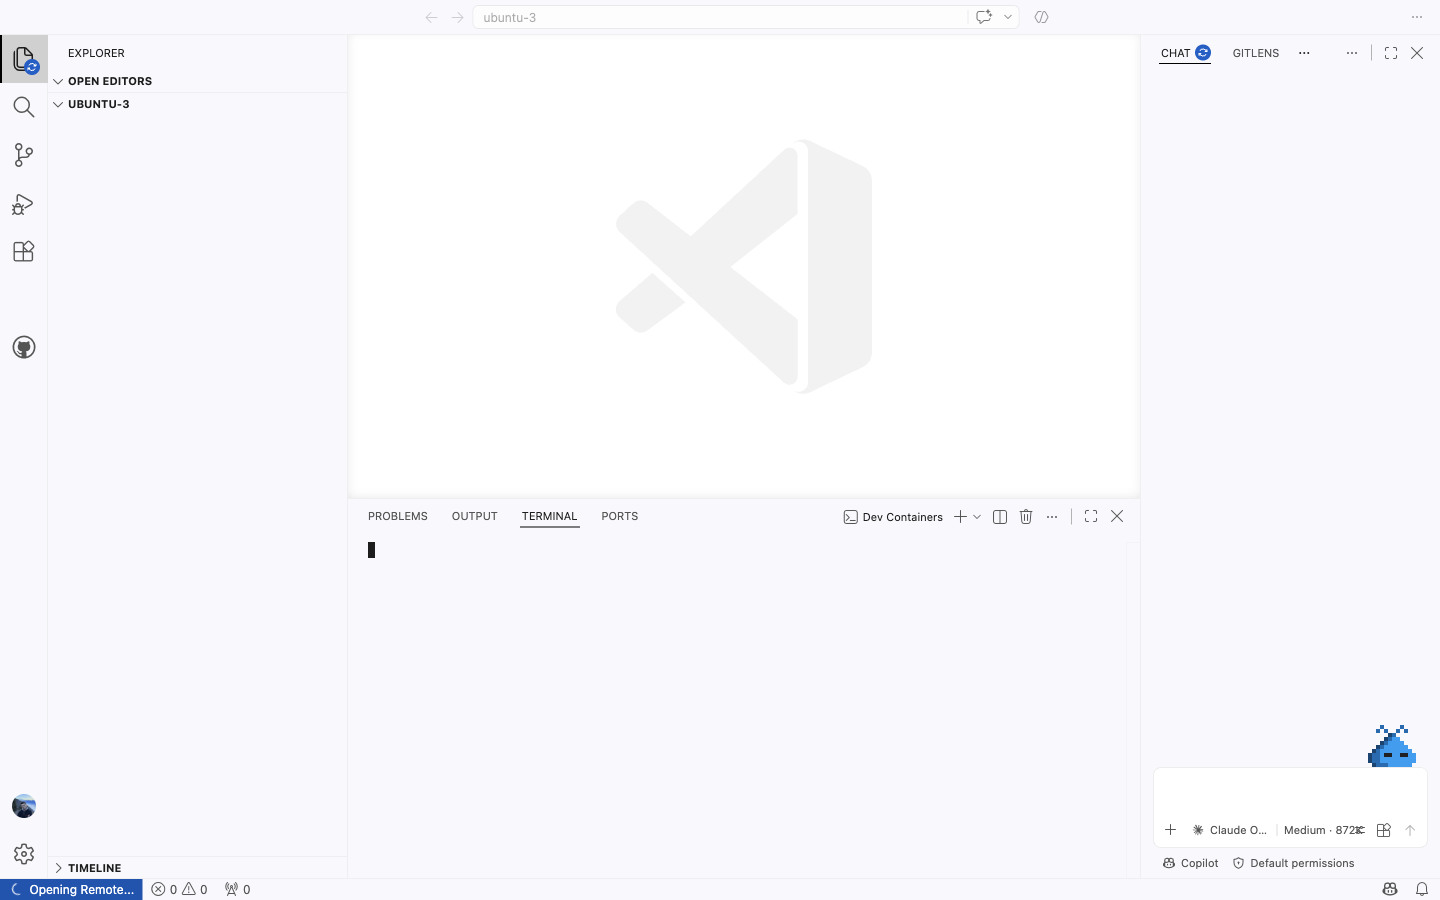 ubuntu-3
EXPLORER
OPEN EDITORS
UBUNTU-3
TIMELINE
PROBLEMS
OUTPUT
TERMINAL
PORTS
Dev Containers
CHAT
GITLENS
Claude O...
Medium · 872K
Copilot
Default permissions
Opening Remote...
0
0
0